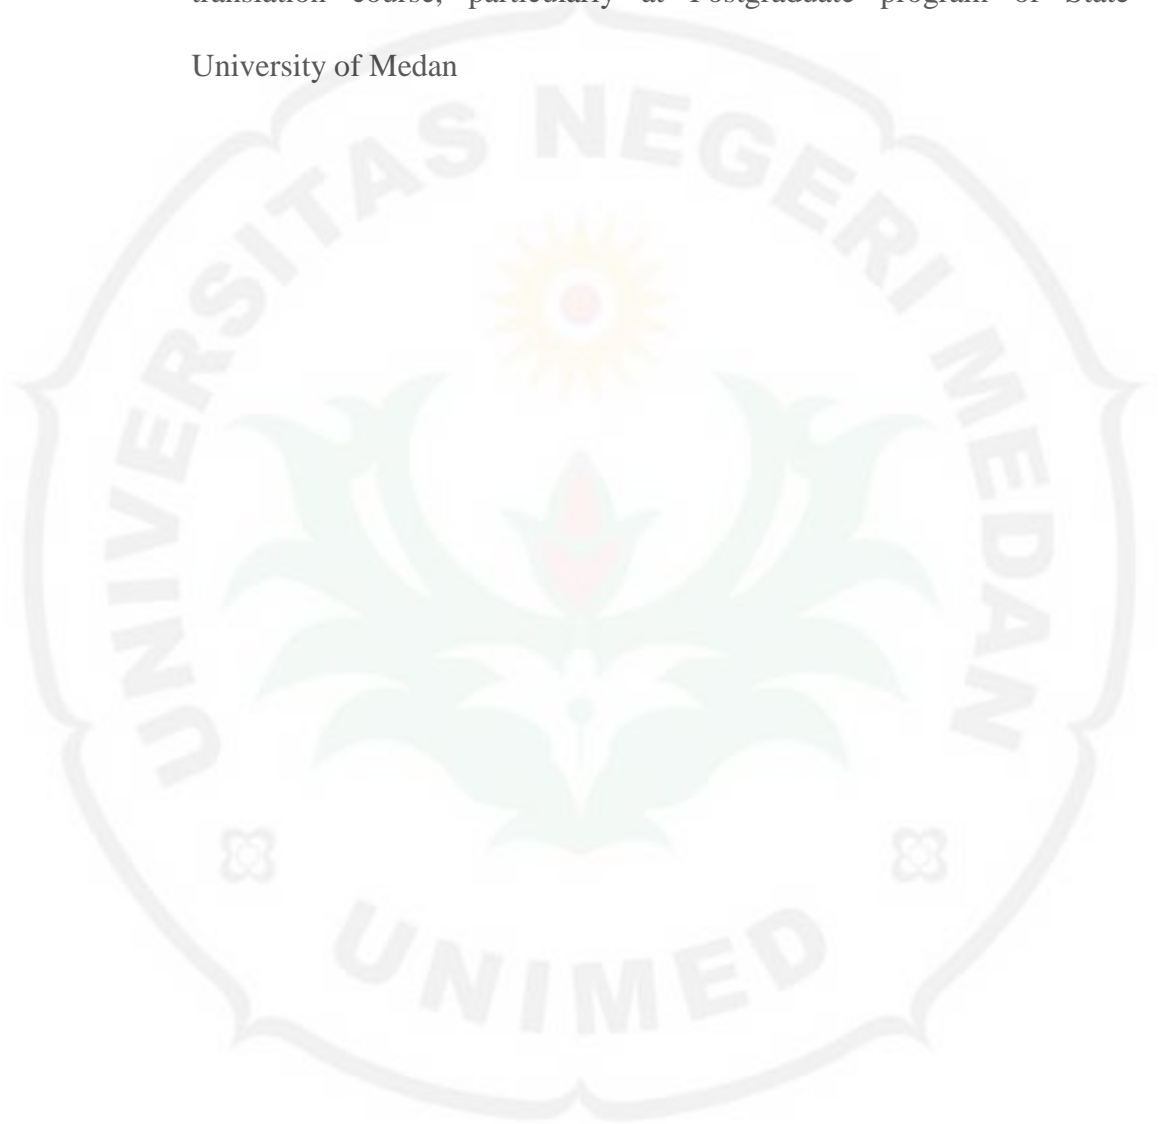 translation course, particularly at Postgraduate program of State
University of Medan
UNIVERSITAS NEGERI MEDAN
UNIMED